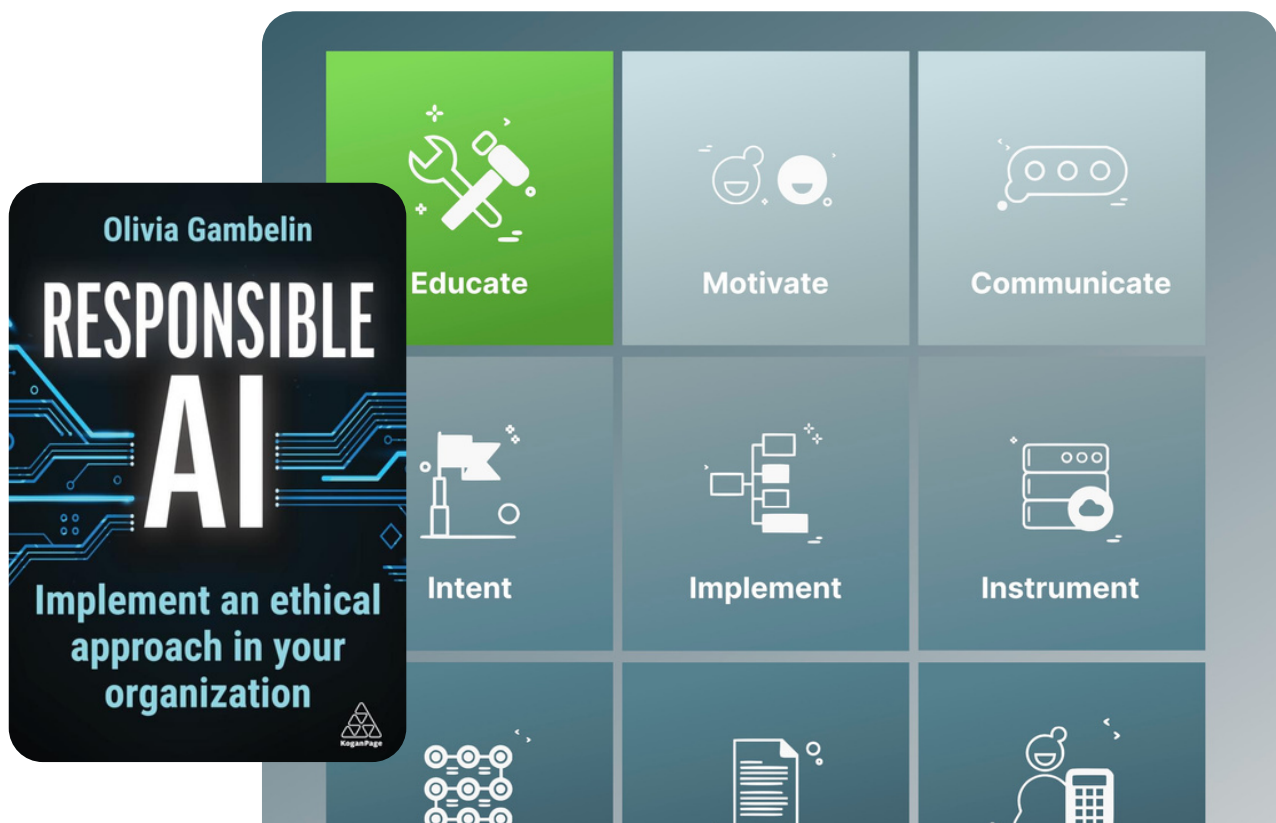 Olivia Gambelin
RESPONSIBLE
AI
Implement an ethical
approach in your
organization
KoganPage
Educate
Motivate
Communicate
Intent
Implement
Instrument